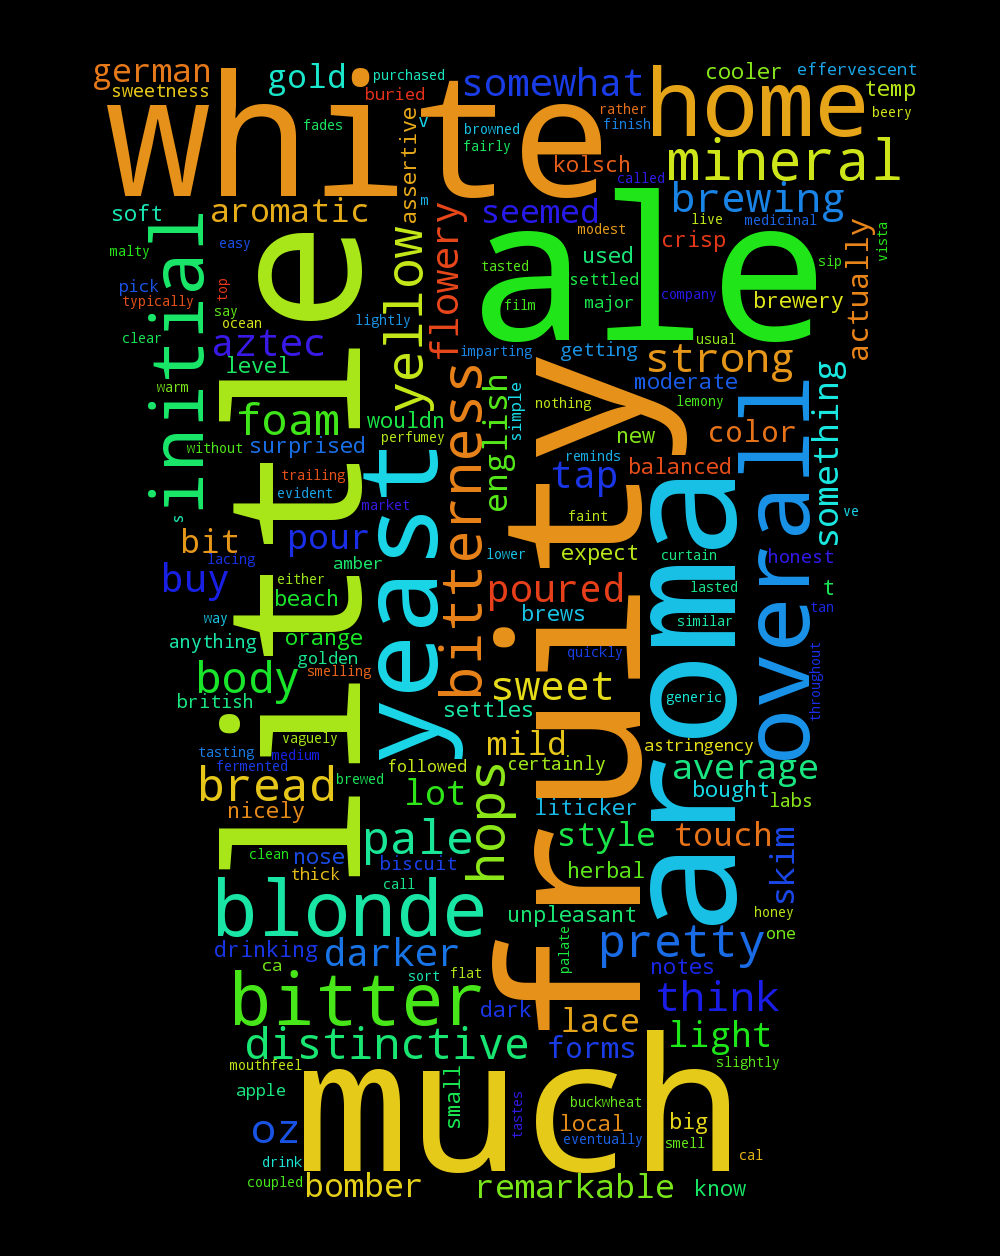 german
sweetness
white
gold
purchased
buried
fades
somewhat
browned
fairly
rather
finish
home
cooler
effervescent
temp
beery
mineral
kolsch
called
brewing
v
assertive
m
soft
aromatic
malty
easy
initial
little
yellow
flowery
seemed
modest
used
settled
major
tasted
film
ale
live
medicinal
crisp
company
sip
brewery
vista
actually
usual
pick
typically
top
say
ocean
clear
aztec
lightly
level
warm
foam
wouldn
perfumey
without
surprised
trailing
evident
market
imparting
getting
strong
moderate
lemony
english
simple
nothing
new
color
something
reminds
balanced
tap
faint
fruity
bitterness
yeast
aroma
overall
ve
s
bit
lacing
pour
amber
buy
either
beach
lower
expect
curtain
honest
poured
lasted
t
tan
brews
similar
way
anything
orange
golden
smelling
quickly
throughout
body
british
sweet
generic
settles
vaguely
tasting
medium
fermented
mild
certainly
astringency
average
followed
brewed
bread
lot
hops
bought
labs
nicely
liticker
pale
style
touch
skim
clean
nose
biscuit
thick
call
herbal
blonde
unpleasant
honey
one
palate
pretty
drinking
darker
ca
sort
flat
notes
bitter
dark
think
lace
distinctive
forms
light
slightly
mouthfeel
apple
small
much
tastes
buckwheat
local
big
eventually
smell
oz
drink
cal
coupled
bomber
remarkable
know